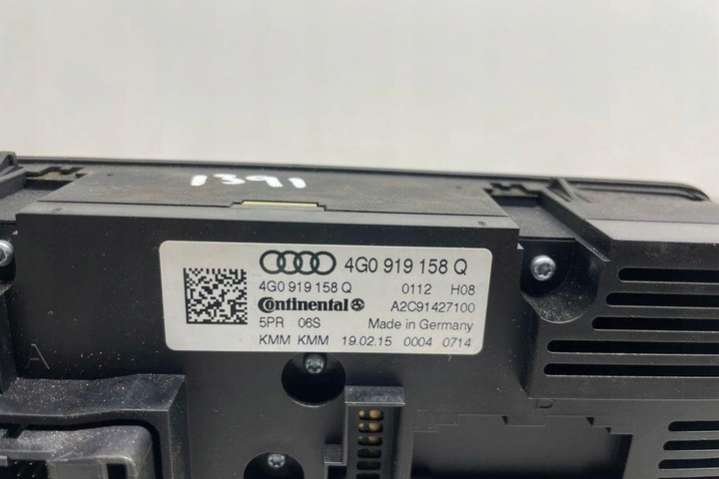 1391
4G0 919 158 Q
4G0 919 158 Q 0112 H08
Continental A2C91427100
5PR 06S Made in Germany
KMM KMM 19.02.15 0004 0714
A